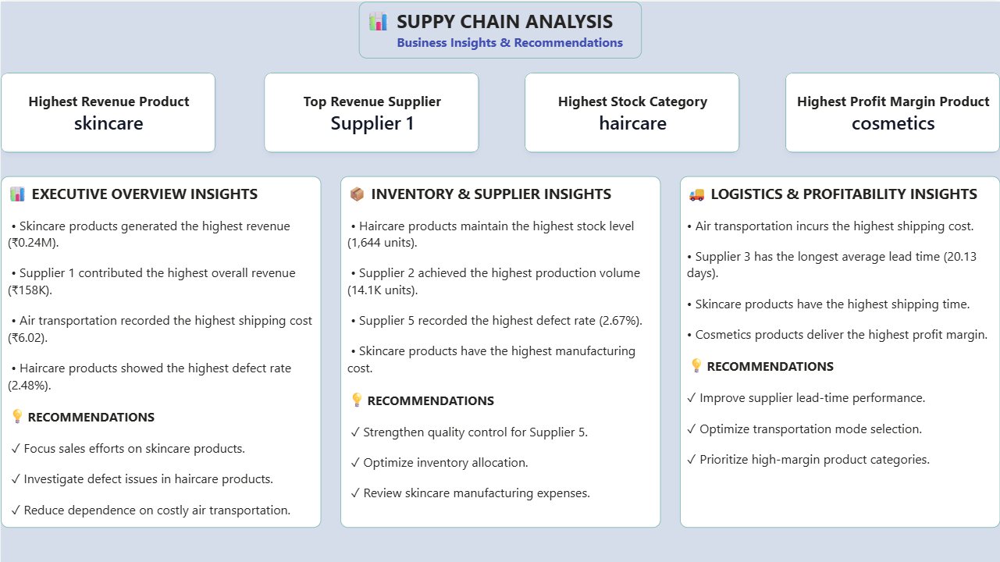 📊 SUPPY CHAIN ANALYSIS
Business Insights & Recommendations
Highest Revenue Product
skincare
Top Revenue Supplier
Supplier 1
Highest Stock Category
haircare
Highest Profit Margin Product
cosmetics
📊 EXECUTIVE OVERVIEW INSIGHTS
• Skincare products generated the highest revenue
(₹0.24M).
• Supplier 1 contributed the highest overall revenue
(₹158K).
• Air transportation recorded the highest shipping cost
(₹6.02).
• Haircare products showed the highest defect rate
(2.48%).
💡 RECOMMENDATIONS
✓ Focus sales efforts on skincare products.
✓ Investigate defect issues in haircare products.
✓ Reduce dependence on costly air transportation.
📦 INVENTORY & SUPPLIER INSIGHTS
• Haircare products maintain the highest stock level
(1,644 units).
• Supplier 2 achieved the highest production volume
(14.1K units).
• Supplier 5 recorded the highest defect rate (2.67%).
• Skincare products have the highest manufacturing
cost.
💡 RECOMMENDATIONS
✓ Strengthen quality control for Supplier 5.
✓ Optimize inventory allocation.
✓ Review skincare manufacturing expenses.
🚚 LOGISTICS & PROFITABILITY INSIGHTS
• Air transportation incurs the highest shipping cost.
• Supplier 3 has the longest average lead time (20.13
days).
• Skincare products have the highest shipping time.
• Cosmetics products deliver the highest profit margin.
💡 RECOMMENDATIONS
✓ Improve supplier lead-time performance.
✓ Optimize transportation mode selection.
✓ Prioritize high-margin product categories.